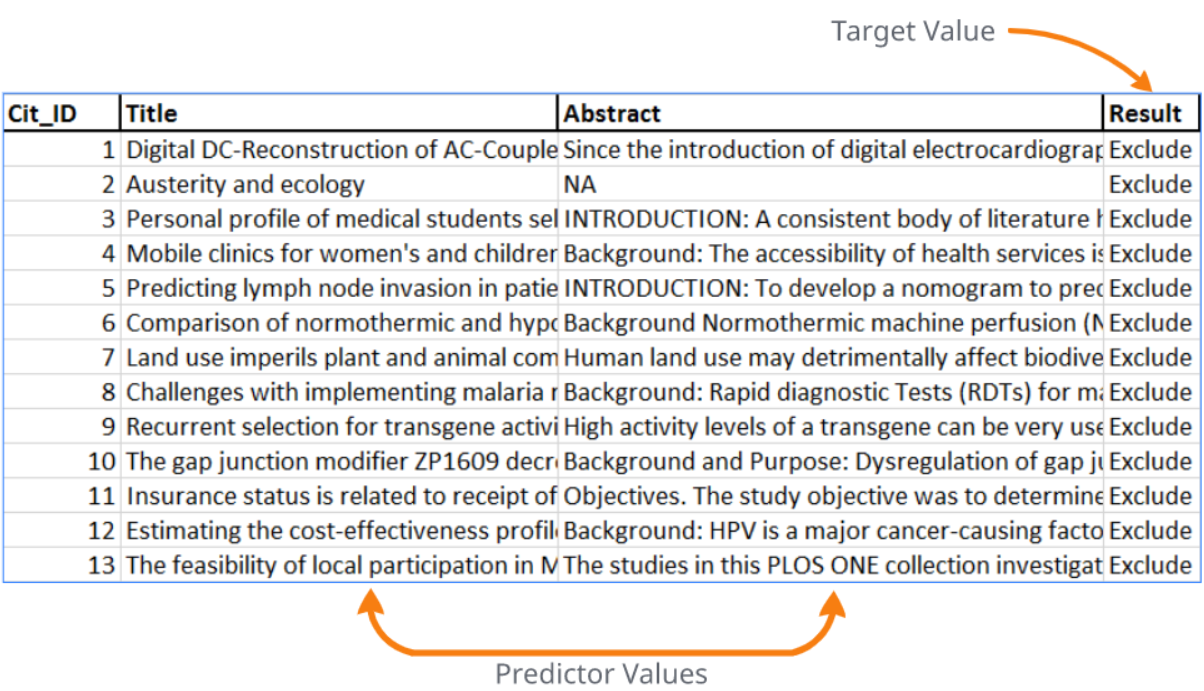 Target Value
Cit_ID Title Abstract Result
1 Digital DC-Reconstruction of AC-Couple Since the introduction of digital electrocardiograp Exclude
2 Austerity and ecology NA Exclude
3 Personal profile of medical students sel INTRODUCTION: A consistent body of literature h Exclude
4 Mobile clinics for women's and children Background: The accessibility of health services is Exclude
5 Predicting lymph node invasion in patie INTRODUCTION: To develop a nomogram to pred Exclude
6 Comparison of normothermic and hypo Background Normothermic machine perfusion (N Exclude
7 Land use imperils plant and animal com Human land use may detrimentally affect biodive Exclude
8 Challenges with implementing malaria r Background: Rapid diagnostic Tests (RDTs) for ma Exclude
9 Recurrent selection for transgene activi High activity levels of a transgene can be very use Exclude
10 The gap junction modifier ZP1609 decr Background and Purpose: Dysregulation of gap ju Exclude
11 Insurance status is related to receipt of Objectives. The study objective was to determine Exclude
12 Estimating the cost-effectiveness profil Background: HPV is a major cancer-causing facto Exclude
13 The feasibility of local participation in M The studies in this PLOS ONE collection investigat Exclude
Predictor Values